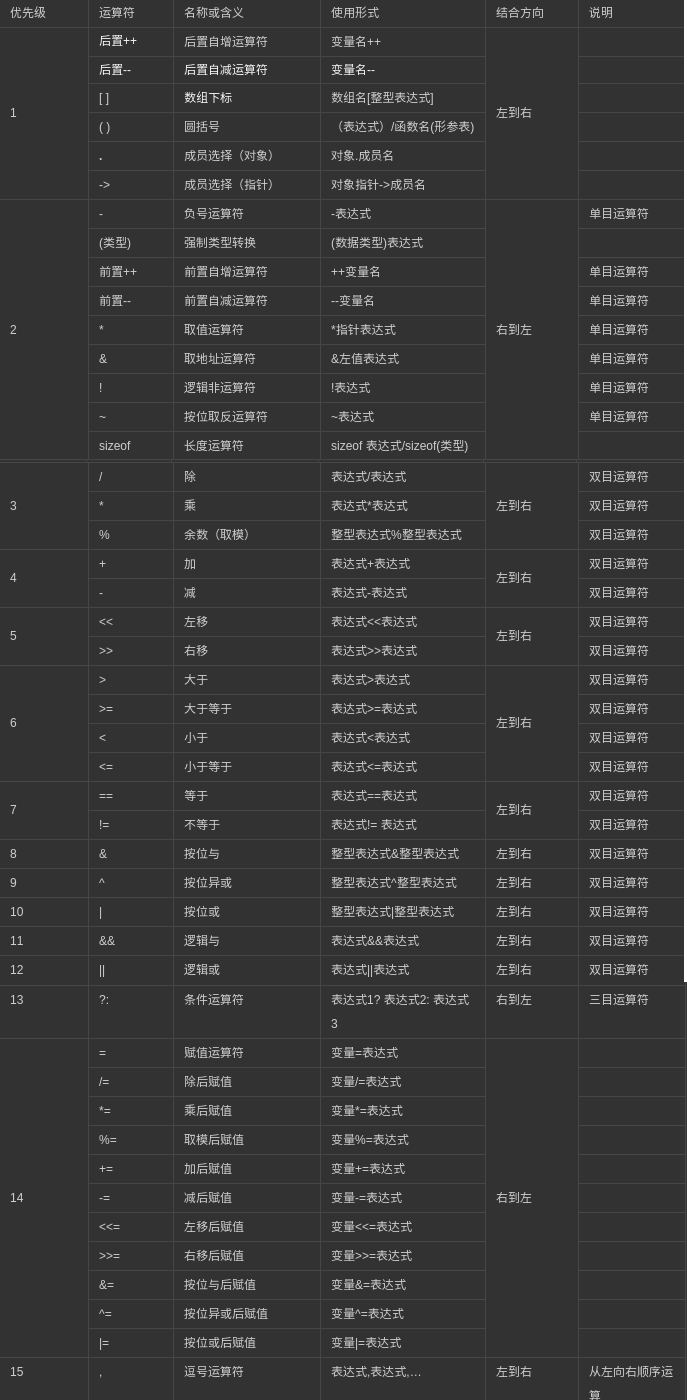 优先级 运算符 名称或含义 使用形式 结合方向 说明
后置++ 后置自增运算符 变量名++
后置-- 后置自减运算符 变量名--
[ ] 数组下标 数组名[整型表达式]
1 左到右
( ) 圆括号 （表达式）/函数名(形参表)
. 成员选择（对象） 对象.成员名
-> 成员选择（指针） 对象指针->成员名
- 负号运算符 -表达式 单目运算符
(类型) 强制类型转换 (数据类型)表达式
前置++ 前置自增运算符 ++变量名 单目运算符
前置-- 前置自减运算符 --变量名 单目运算符
2 * 取值运算符 *指针表达式 右到左 单目运算符
& 取地址运算符 &左值表达式 单目运算符
! 逻辑非运算符 !表达式 单目运算符
~ 按位取反运算符 ~表达式 单目运算符
sizeof 长度运算符 sizeof 表达式/sizeof(类型)
/ 除 表达式/表达式 双目运算符
3 * 乘 表达式*表达式 左到右 双目运算符
% 余数（取模） 整型表达式%整型表达式 双目运算符
+ 加 表达式+表达式 双目运算符
4 左到右
- 减 表达式-表达式 双目运算符
<< 左移 表达式<<表达式 双目运算符
5 左到右
>> 右移 表达式>>表达式 双目运算符
> 大于 表达式>表达式 双目运算符
>= 大于等于 表达式>=表达式 双目运算符
6 左到右
< 小于 表达式<表达式 双目运算符
<= 小于等于 表达式<=表达式 双目运算符
== 等于 表达式==表达式 双目运算符
7 左到右
!= 不等于 表达式!= 表达式 双目运算符
8 & 按位与 整型表达式&整型表达式 左到右 双目运算符
9 ^ 按位异或 整型表达式^整型表达式 左到右 双目运算符
10 | 按位或 整型表达式|整型表达式 左到右 双目运算符
11 && 逻辑与 表达式&&表达式 左到右 双目运算符
12 || 逻辑或 表达式||表达式 左到右 双目运算符
13 ?: 条件运算符 表达式1? 表达式2: 表达式 右到左 三目运算符
3
= 赋值运算符 变量=表达式
/= 除后赋值 变量/=表达式
*= 乘后赋值 变量*=表达式
%= 取模后赋值 变量%=表达式
+= 加后赋值 变量+=表达式
14 -= 减后赋值 变量-=表达式 右到左
<<= 左移后赋值 变量<<=表达式
>>= 右移后赋值 变量>>=表达式
&= 按位与后赋值 变量&=表达式
^= 按位异或后赋值 变量^=表达式
|= 按位或后赋值 变量|=表达式
15 , 逗号运算符 表达式,表达式,… 左到右 从左向右顺序运
算